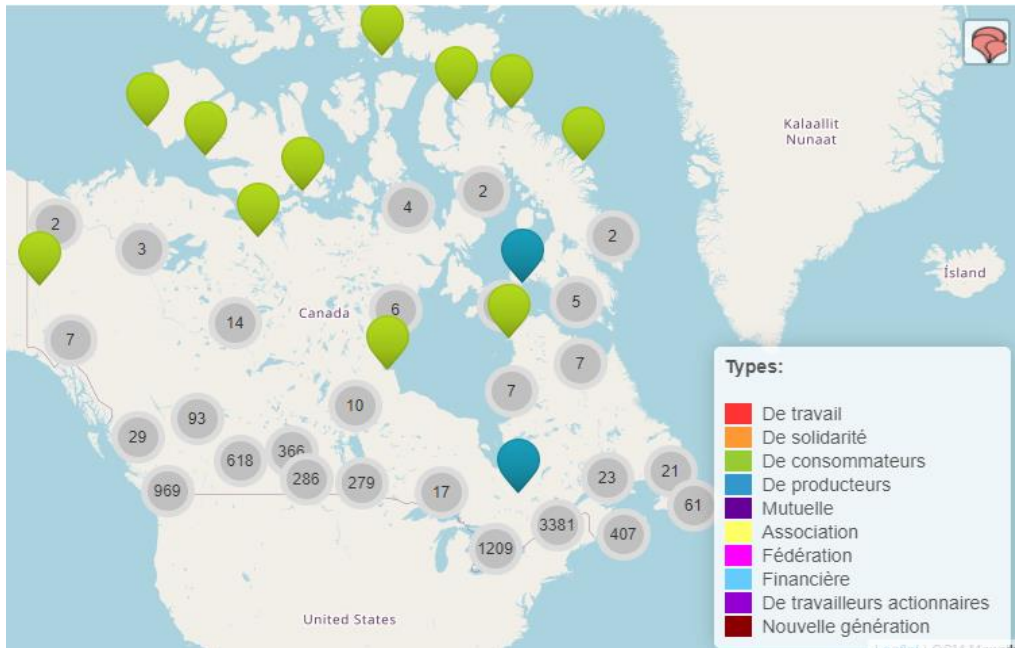 Kalaallit
Nunaat
2
4
2
3
2
Ísland
5
6
Canada
14
7
7
7
10
93
29
366
618
23
21
286
279
969
17
61
3381
407
1209
United States
Types:
De travail
De solidarité
De consommateurs
De producteurs
Mutuelle
Association
Fédération
Financière
De travailleurs actionnaires
Nouvelle génération